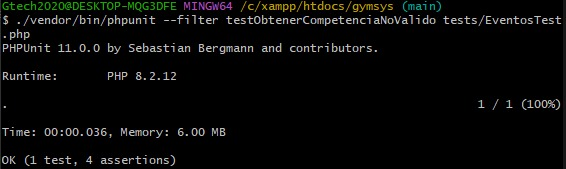 Gtech2020@DESKTOP-MQG3DFE MINGW64 /c/xampp/htdocs/gymsys (main)
$ ./vendor/bin/phpunit --filter testObtenerCompetenciaNoValido tests/EventosTest
.php
PHPUnit 11.0.0 by Sebastian Bergmann and contributors.
Runtime:       PHP 8.2.12
.                                                                   1 / 1 (100%)
Time: 00:00.036, Memory: 6.00 MB
OK (1 test, 4 assertions)